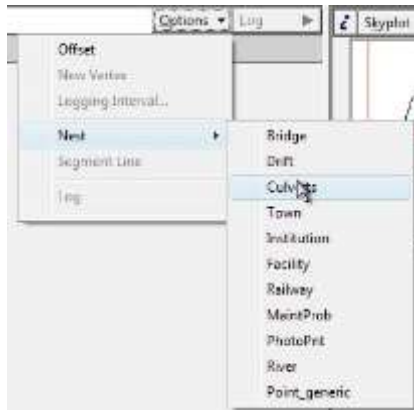 Options Log Skyplot
Offset
New Vertex
Logging Interval...
Nest
Segment Line
Log
Bridge
Drift
Culverts
Town
Institution
Facility
Railway
MaintProb
PhotoPnt
River
Point_generic